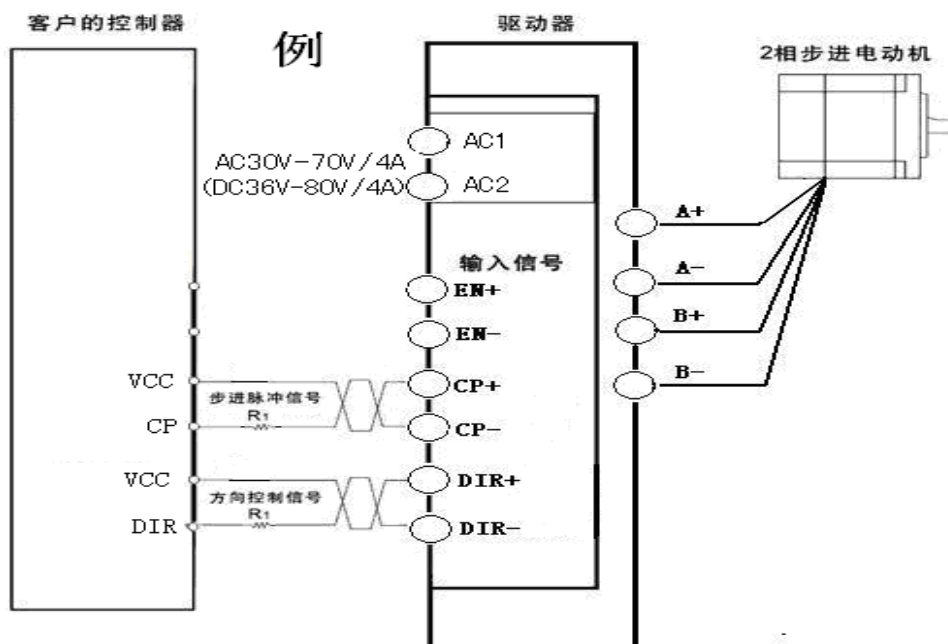 客户的控制器
例
驱动器
2相步进电动机
AC30V-70V/4A
(DC36V-80V/4A)
AC1
AC2
输入信号
EN+
EN-
VCC
步进脉冲信号
R1
CP
CP+
CP-
VCC
方向控制信号
R1
DIR
DIR+
DIR-
A+
A-
B+
B-